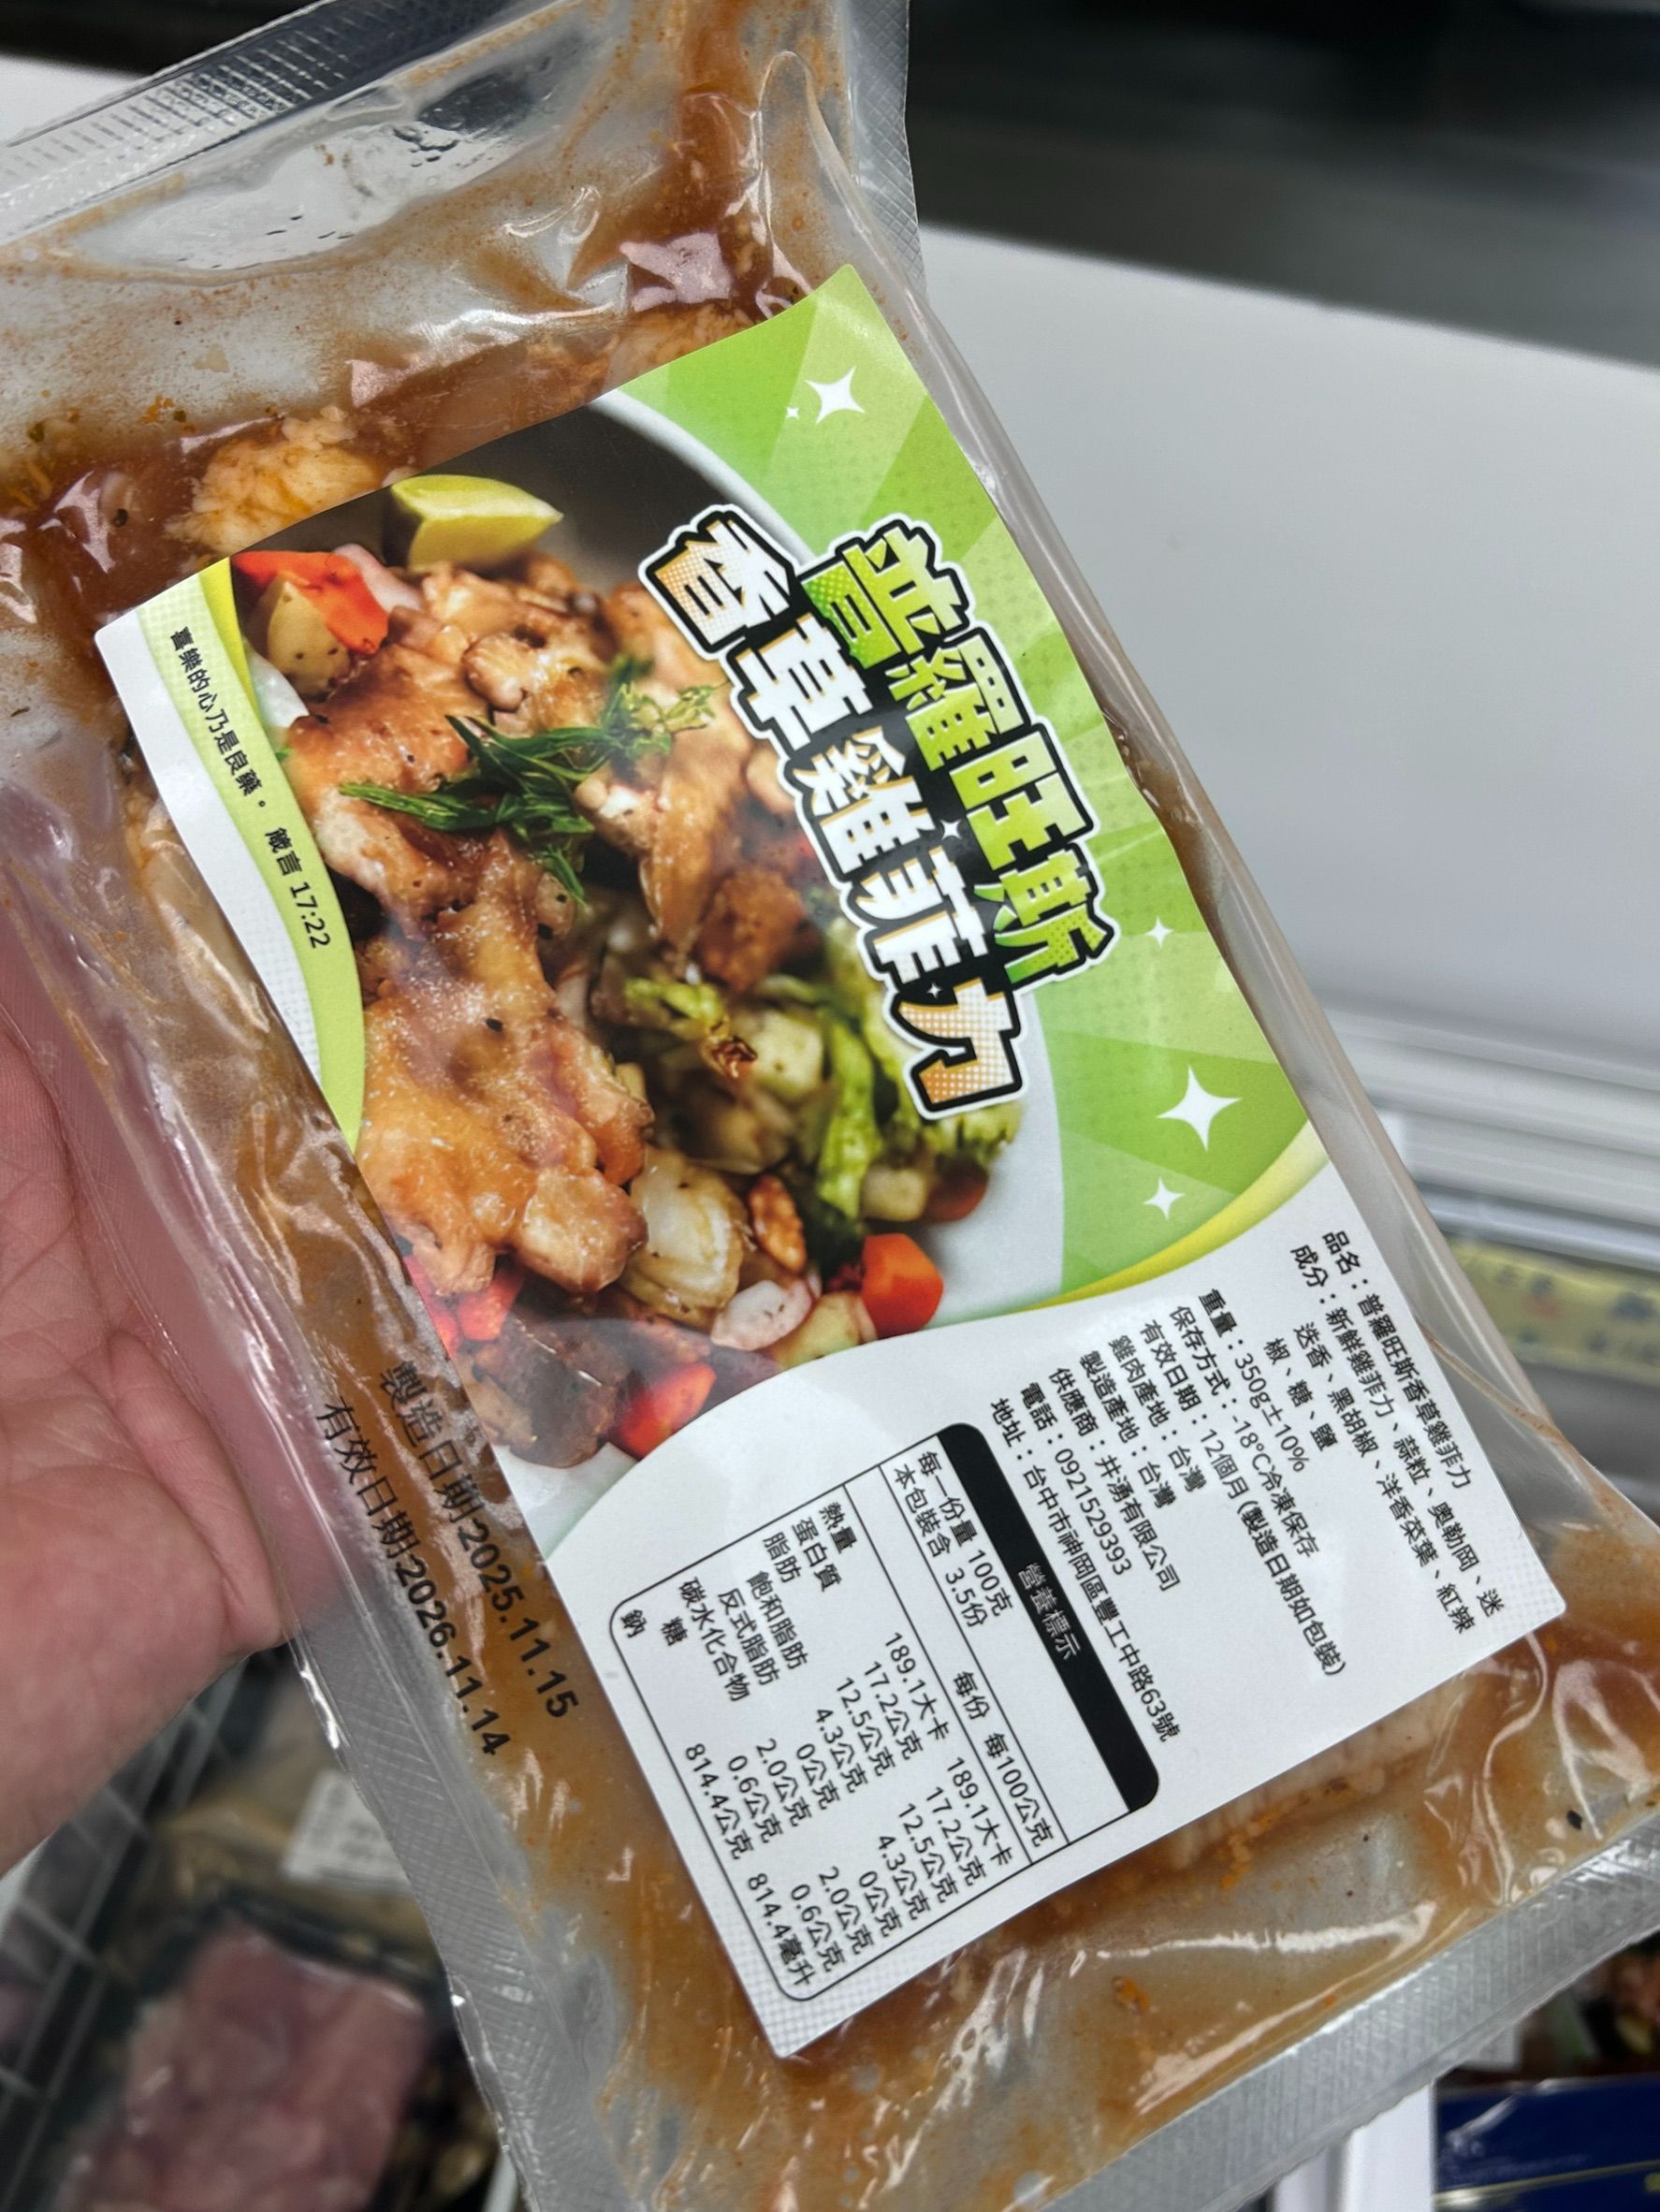 普羅旺斯
香草雞菲力
喜樂的心乃是良藥。 箴言 17:22
品名：普羅旺斯香草雞菲力
成分：新鮮雞菲力、蒜粒、奧勒岡、迷
迭香、黑胡椒、洋香菜葉、紅辣
椒、糖、鹽
重量：350g±10%
保存方式：-18°C冷凍保存
有效日期：12個月(製造日期如包裝)
雞肉產地：台灣
製造產地：台灣
供應商：井湧有限公司
電話：0921529393
地址：台中市神岡區豐工中路63號
營養標示
每一份量 100克
本包裝含 3.5份
每份 每100公克
熱量 189.1大卡 189.1大卡
蛋白質 17.2公克 17.2公克
脂肪 12.5公克 12.5公克
飽和脂肪 4.3公克 4.3公克
反式脂肪 0公克 0公克
碳水化合物 2.0公克 2.0公克
糖 0.6公克 0.6公克
鈉 814.4公克 814.4毫升
製造日期2025.11.15
有效日期2026.11.14